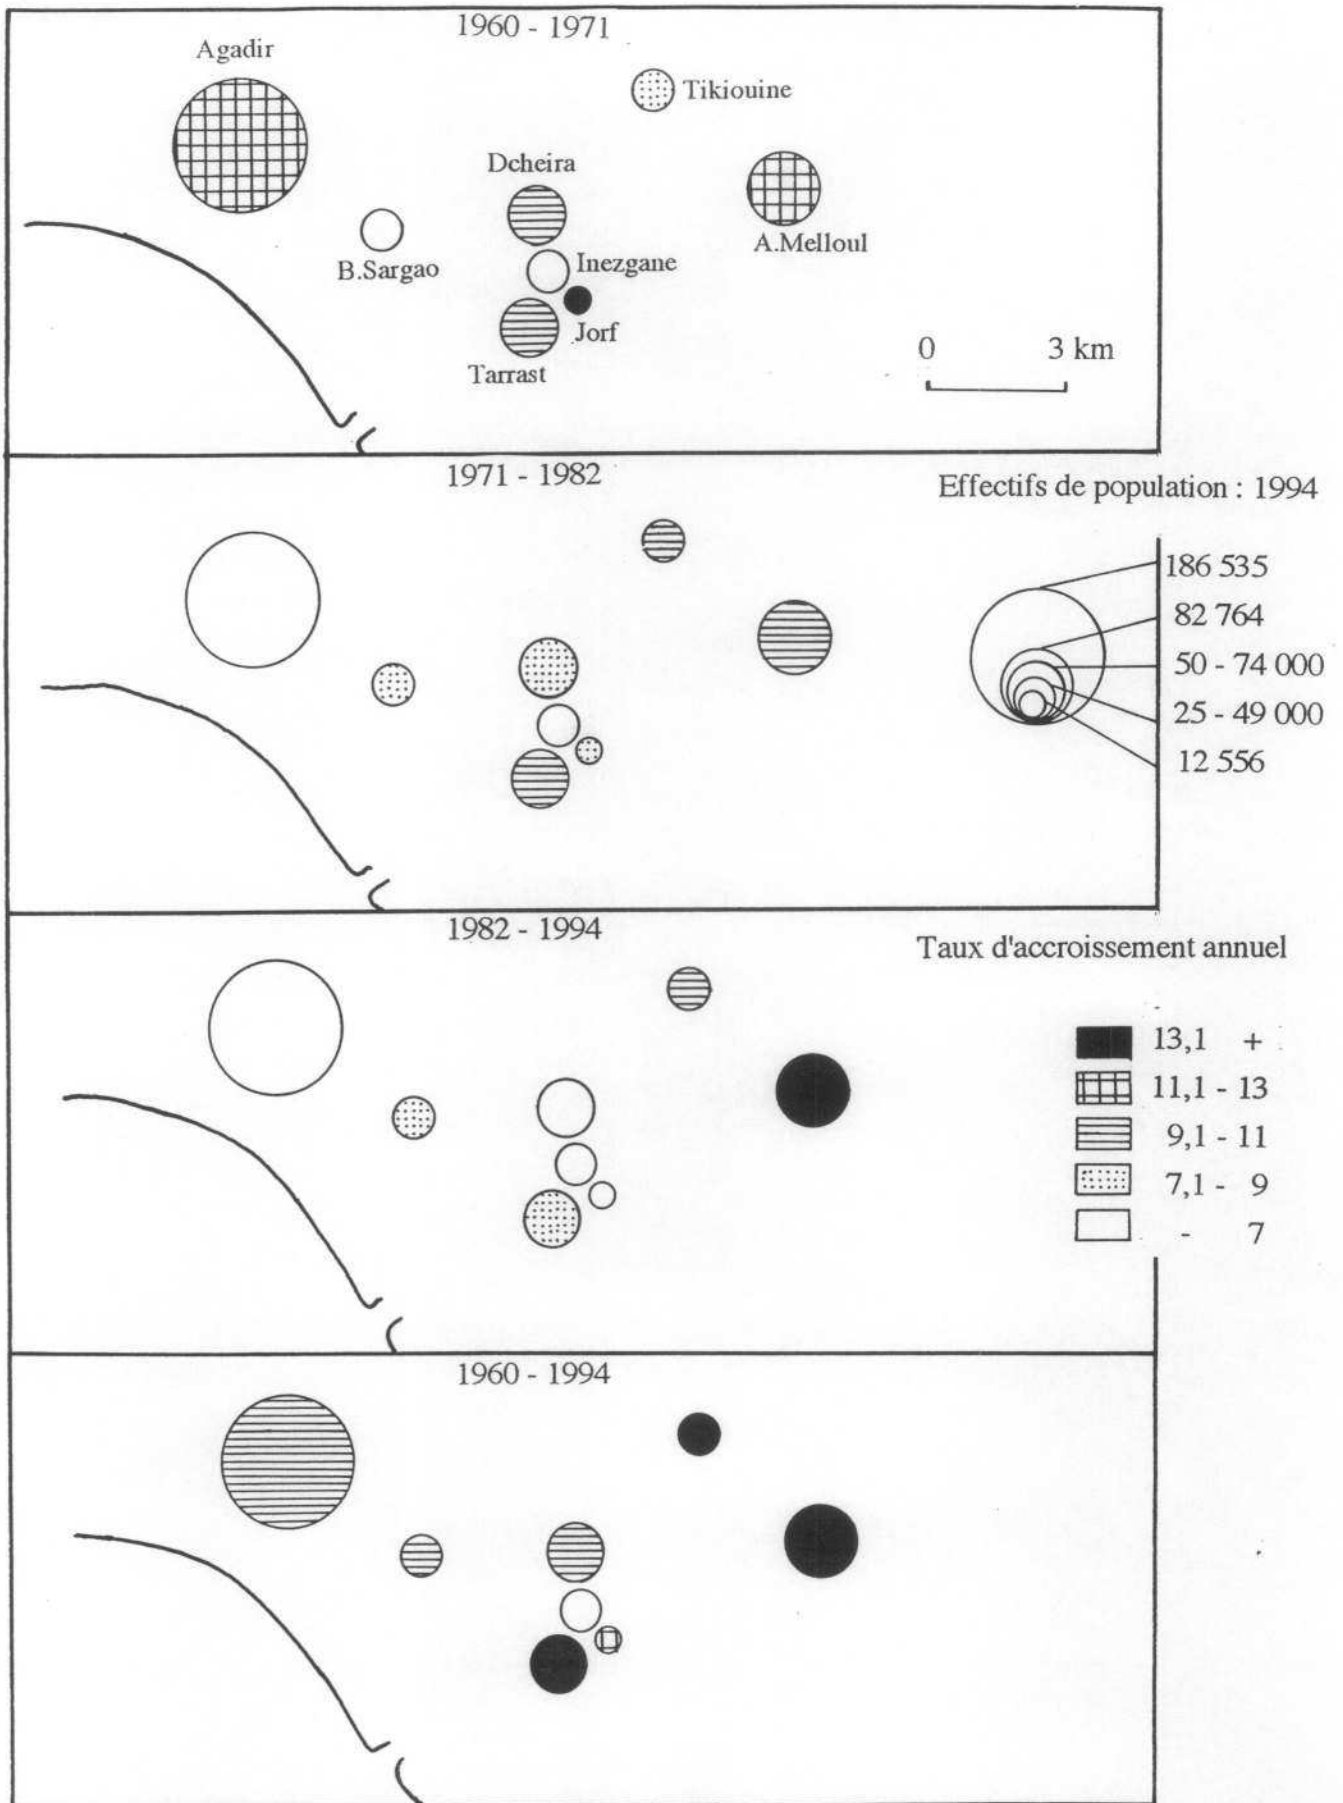 1960 - 1971
Agadir
Tikiouine
Dcheira
A.Melloul
B.Sargao
Inezgane
Jorf
Tarrast
0 3 km
1971 - 1982
Effectifs de population : 1994
186 535
82 764
50 - 74 000
25 - 49 000
12 556
1982 - 1994
Taux d'accroissement annuel
13,1 +
11,1 - 13
9,1 - 11
7,1 - 9
- 7
1960 - 1994